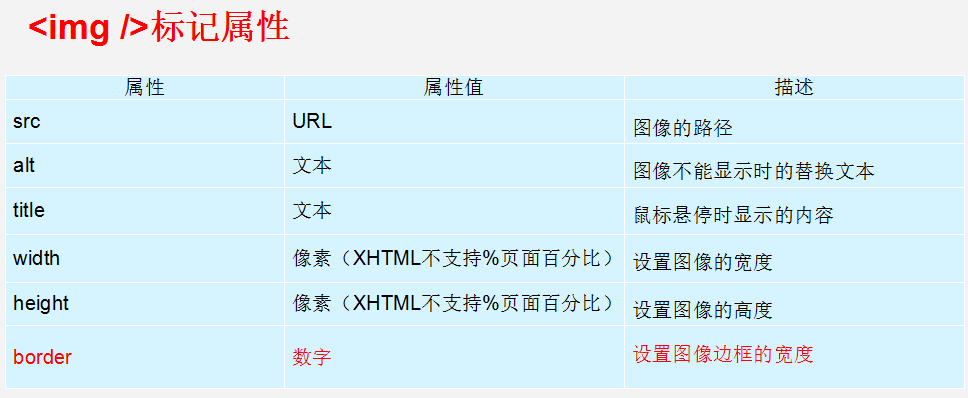 <img />标记属性
属性 属性值 描述
src URL 图像的路径
alt 文本 图像不能显示时的替换文本
title 文本 鼠标悬停时显示的内容
width 像素（XHTML不支持%页面百分比） 设置图像的宽度
height 像素（XHTML不支持%页面百分比） 设置图像的高度
border 数字 设置图像边框的宽度